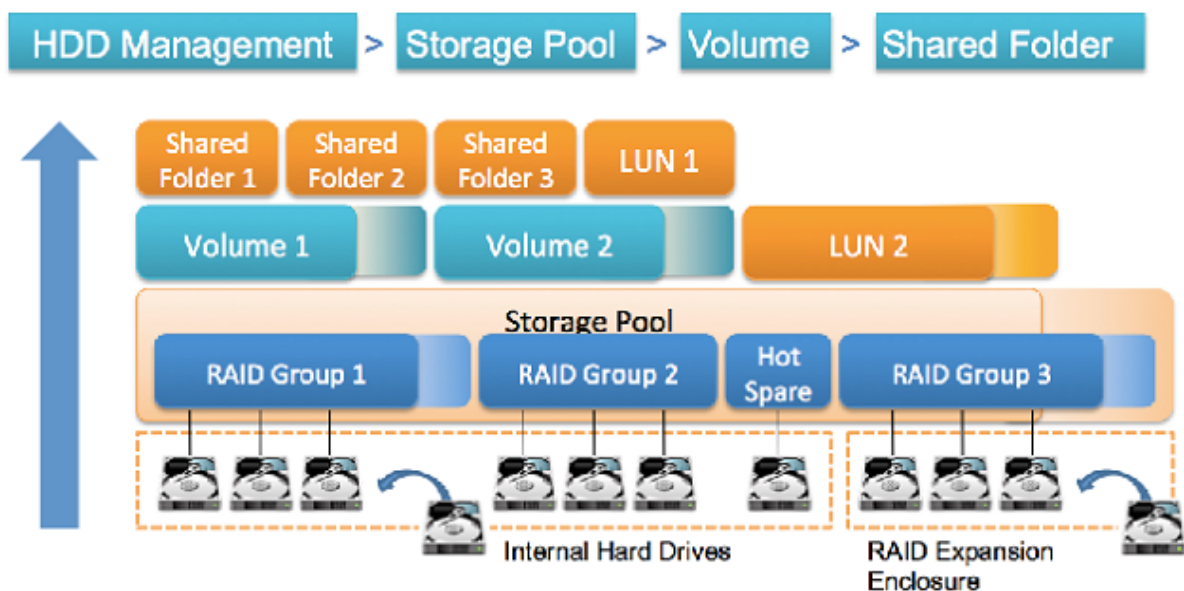 HDD Management > Storage Pool > Volume > Shared Folder
Shared
Folder 1
Shared
Folder 2
Shared
Folder 3
LUN 1
Volume 1
Volume 2
LUN 2
Storage Pool
RAID Group 1
RAID Group 2
Hot
Spare
RAID Group 3
Internal Hard Drives
RAID Expansion
Enclosure